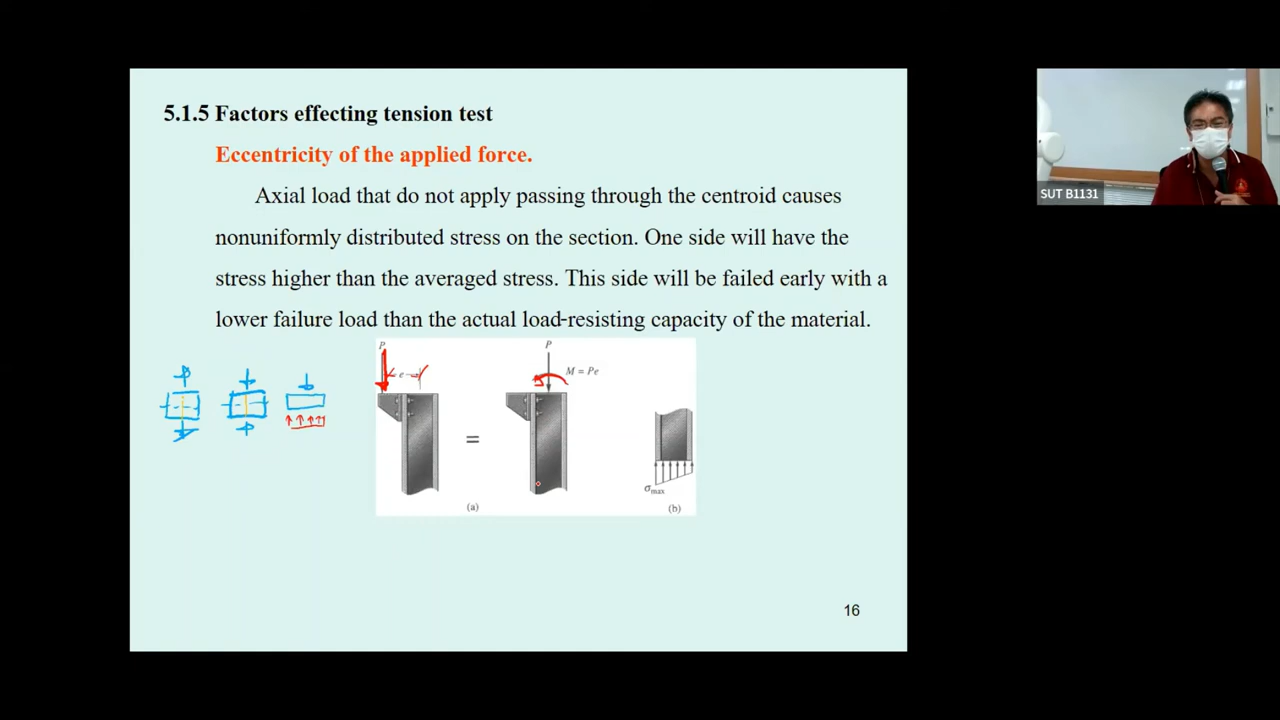 5.1.5 Factors effecting tension test
Eccentricity of the applied force.
Axial load that do not apply passing through the centroid causes
nonuniformly distributed stress on the section. One side will have the
stress higher than the averaged stress. This side will be failed early with a
lower failure load than the actual load-resisting capacity of the material.
P
e
P
M = Pe
=
σmax
(a)
(b)
16
SUT B1131